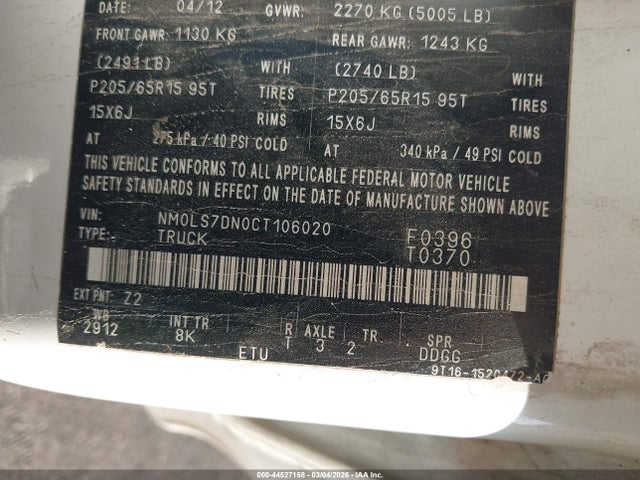 DATE: 04/12 GVWR: 2270 KG (5005 LB)
FRONT GAWR: 1130 KG REAR GAWR: 1243 KG
(2491 LB) WITH (2740 LB) WITH
P205/65R15 95T TIRES P205/65R15 95T TIRES
15X6J RIMS 15X6J RIMS
AT 275 kPa / 40 PSI COLD AT 340 kPa / 49 PSI COLD
THIS VEHICLE CONFORMS TO ALL APPLICABLE FEDERAL MOTOR VEHICLE
SAFETY STANDARDS IN EFFECT ON THE DATE OF MANUFACTURE SHOWN ABOVE.
VIN: NM0LS7DN0CT106020 F0396
TYPE: TRUCK T0370
EXT PNT: Z2
WB INT TR R AXLE TR SPR
2912 8K T 3 2 DDGG
ETU 9T16-1520472-A
000-44527158 - 03/04/2026 - IAA Inc.